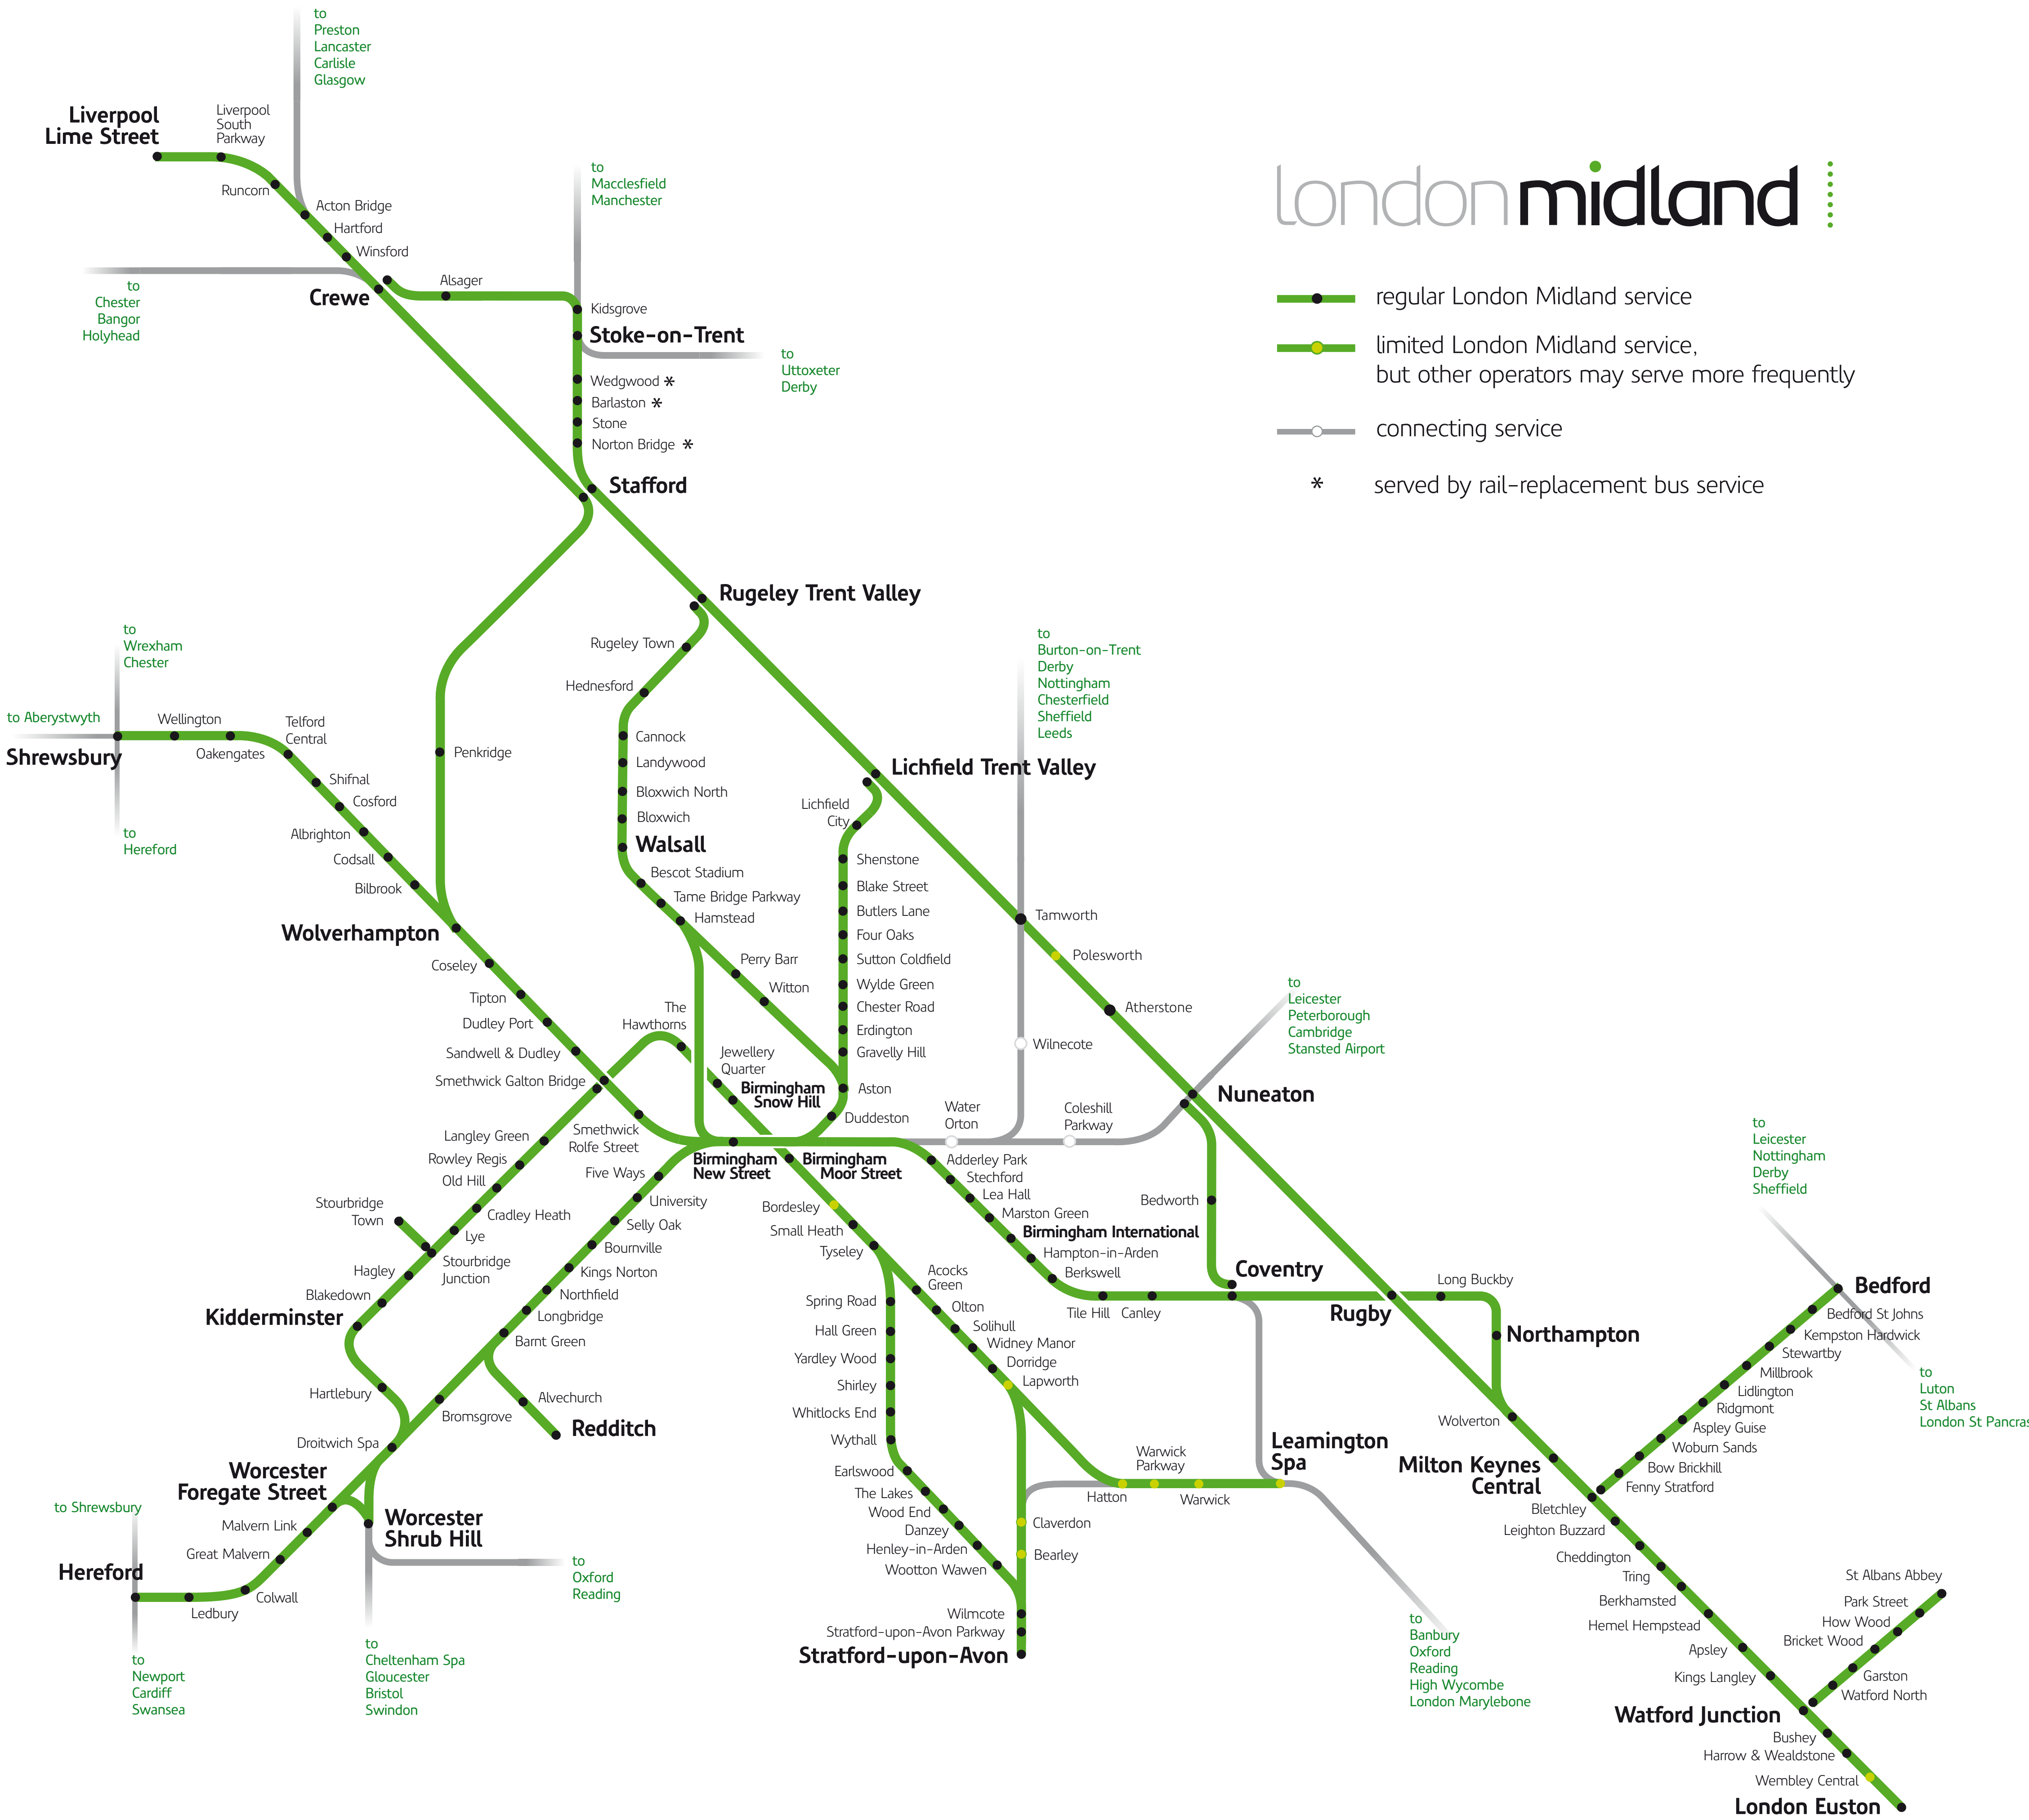 to
Preston
Lancaster
Carlisle
Glasgow
Liverpool
Lime Street
Liverpool
South
Parkway
Runcorn
Acton Bridge
Hartford
Winsford
to
Chester
Bangor
Holyhead
Crewe
Alsager
to
Macclesfield
Manchester
Kidsgrove
Stoke-on-Trent
to
Uttoxeter
Derby
Wedgwood *
Barlaston *
Stone
Norton Bridge *
Stafford
london midland
regular London Midland service
limited London Midland service,
but other operators may serve more frequently
connecting service
* served by rail-replacement bus service
Rugeley Trent Valley
Rugeley Town
Hednesford
Cannock
Landywood
Bloxwich North
Bloxwich
Walsall
Bescot Stadium
Tame Bridge Parkway
Hamstead
Perry Barr
Witton
to
Wrexham
Chester
to Aberystwyth
Shrewsbury
to
Hereford
Wellington
Oakengates
Telford
Central
Shifnal
Cosford
Albrighton
Codsall
Bilbrook
Penkridge
Wolverhampton
Coseley
Tipton
Dudley Port
Sandwell & Dudley
Smethwick Galton Bridge
Smethwick
Rolfe Street
The
Hawthorns
Jewellery
Quarter
Birmingham
Snow Hill
Birmingham
New Street
Birmingham
Moor Street
to
Burton-on-Trent
Derby
Nottingham
Chesterfield
Sheffield
Leeds
Lichfield Trent Valley
Lichfield
City
Shenstone
Blake Street
Butlers Lane
Four Oaks
Sutton Coldfield
Wylde Green
Chester Road
Erdington
Gravelly Hill
Aston
Duddeston
Tamworth
Polesworth
Atherstone
Wilnecote
Water
Orton
Coleshill
Parkway
Nuneaton
to
Leicester
Peterborough
Cambridge
Stansted Airport
Bedworth
Adderley Park
Stechford
Lea Hall
Marston Green
Birmingham International
Hampton-in-Arden
Berkswell
Tile Hill
Canley
Coventry
Rugby
Long Buckby
Northampton
Wolverton
Milton Keynes
Central
Bletchley
Leighton Buzzard
Cheddington
Tring
Berkhamsted
Hemel Hempstead
Apsley
Kings Langley
Watford Junction
Bushey
Harrow & Wealdstone
Wembley Central
London Euston
to
Leicester
Nottingham
Derby
Sheffield
Bedford
Bedford St Johns
Kempston Hardwick
Stewartby
Millbrook
Lidlington
Ridgmont
Aspley Guise
Woburn Sands
Bow Brickhill
Fenny Stratford
to
Luton
St Albans
London St Pancras
St Albans Abbey
Park Street
How Wood
Bricket Wood
Garston
Watford North
Langley Green
Rowley Regis
Old Hill
Cradley Heath
Lye
Stourbridge
Town
Stourbridge
Junction
Hagley
Blakedown
Kidderminster
Hartlebury
Droitwich Spa
Five Ways
University
Selly Oak
Bournville
Kings Norton
Northfield
Longbridge
Barnt Green
Alvechurch
Redditch
Bromsgrove
Worcester
Foregate Street
Worcester
Shrub Hill
Malvern Link
Great Malvern
Colwall
Ledbury
Hereford
to Shrewsbury
to
Newport
Cardiff
Swansea
to
Oxford
Reading
to
Cheltenham Spa
Gloucester
Bristol
Swindon
Bordesley
Small Heath
Tyseley
Spring Road
Hall Green
Yardley Wood
Shirley
Whitlocks End
Wythall
Earlswood
The Lakes
Wood End
Danzey
Henley-in-Arden
Wootton Wawen
Wilmcote
Stratford-upon-Avon Parkway
Stratford-upon-Avon
Acocks
Green
Olton
Solihull
Widney Manor
Dorridge
Lapworth
Claverdon
Bearley
Hatton
Warwick
Parkway
Warwick
Leamington
Spa
to
Banbury
Oxford
Reading
High Wycombe
London Marylebone